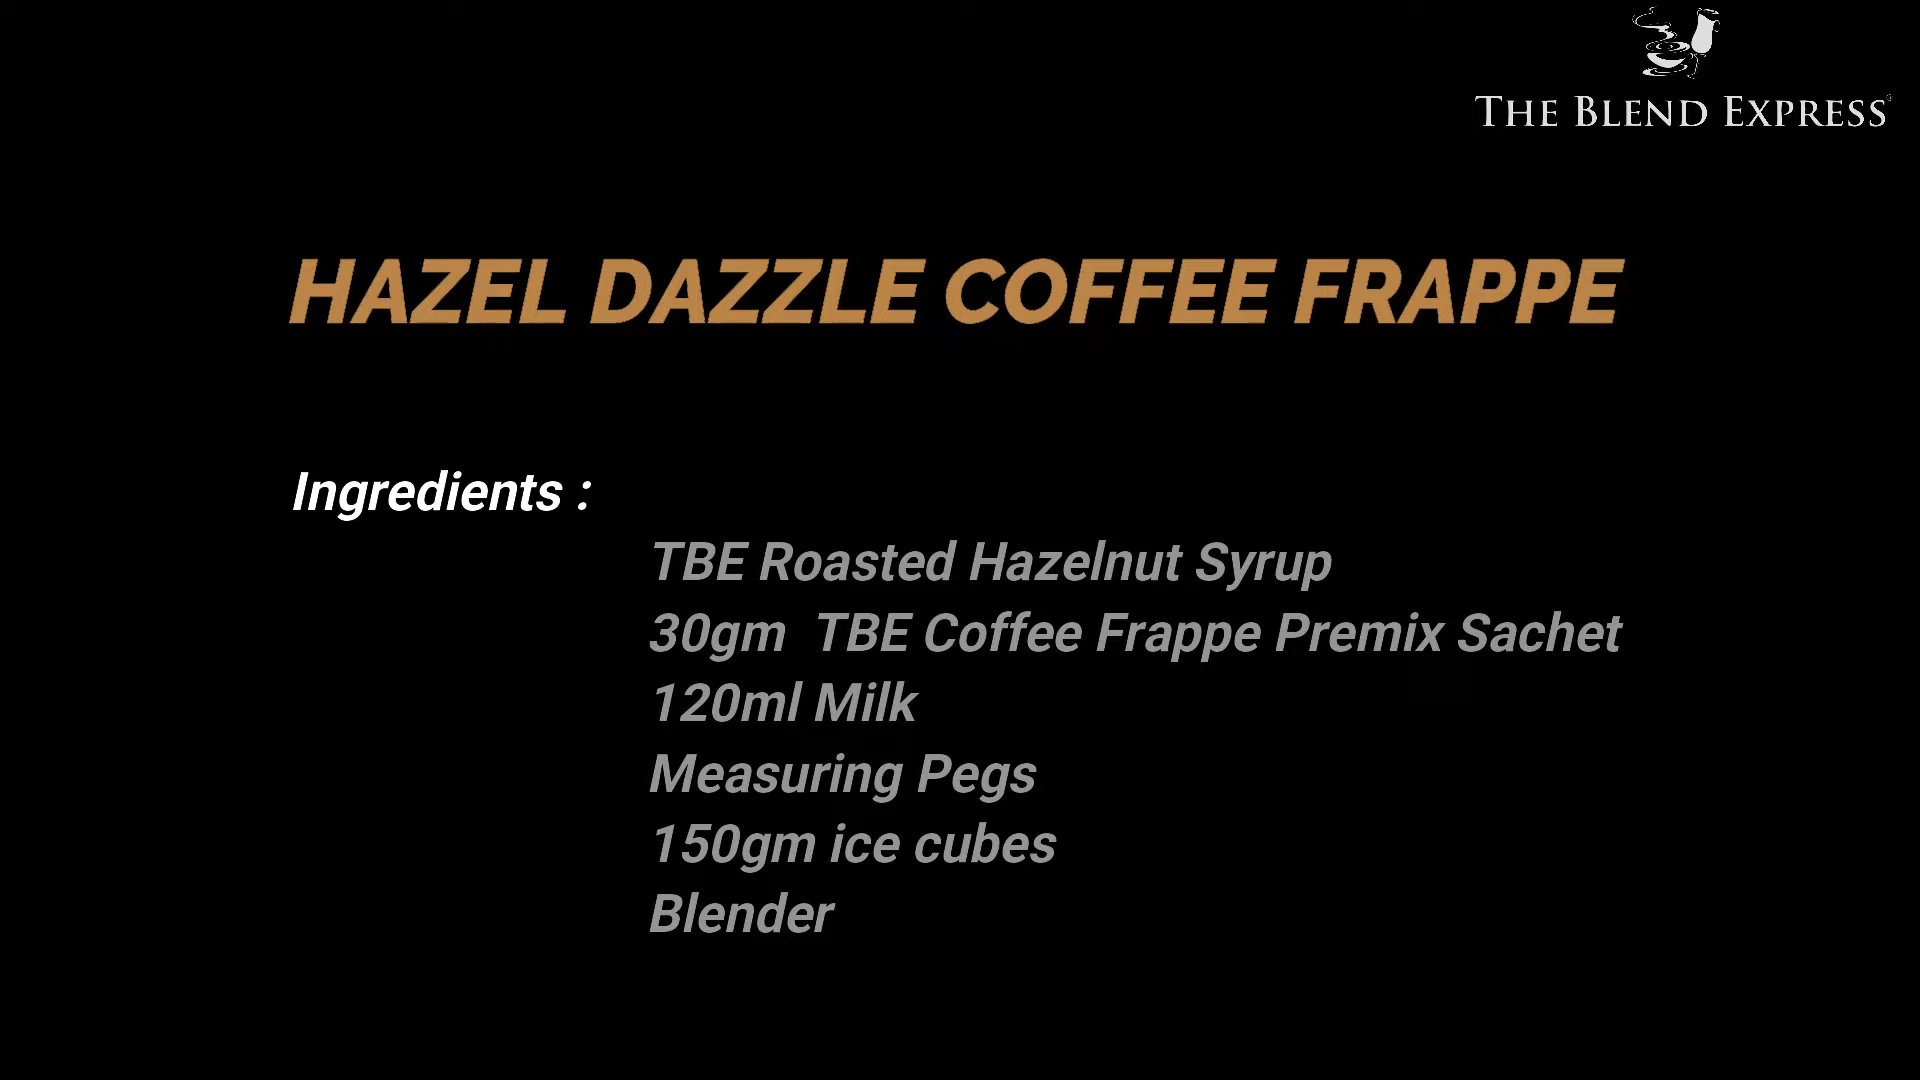 THE BLEND EXPRESS
HAZEL DAZZLE COFFEE FRAPPE
Ingredients :
TBE Roasted Hazelnut Syrup
30gm  TBE Coffee Frappe Premix Sachet
120ml Milk
Measuring Pegs
150gm ice cubes
Blender